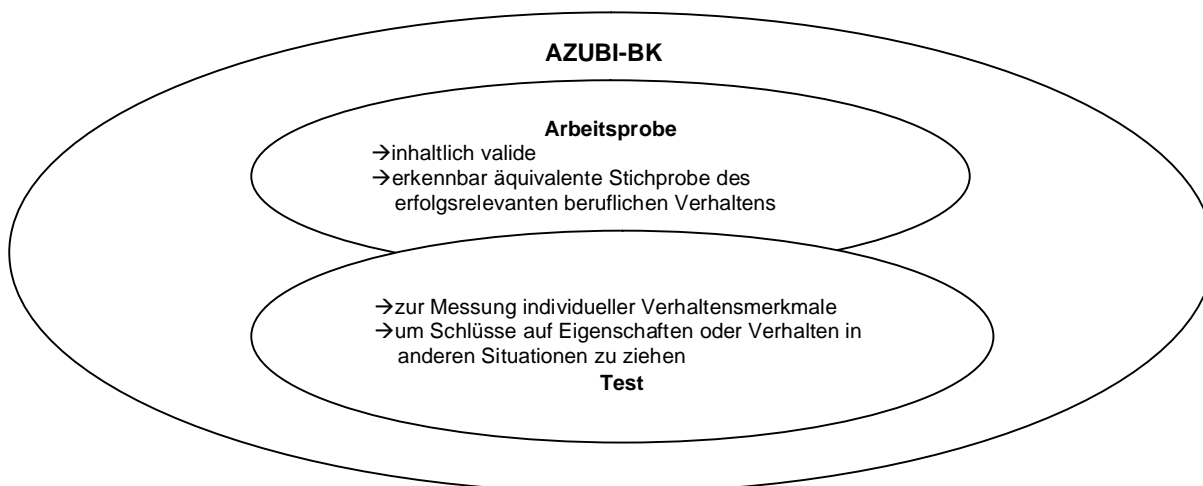 AZUBI-BK
Arbeitsprobe
→inhaltlich valide
→erkennbar äquivalente Stichprobe des
erfolgsrelevanten beruflichen Verhaltens
→zur Messung individueller Verhaltensmerkmale
→um Schlüsse auf Eigenschaften oder Verhalten in
anderen Situationen zu ziehen
Test